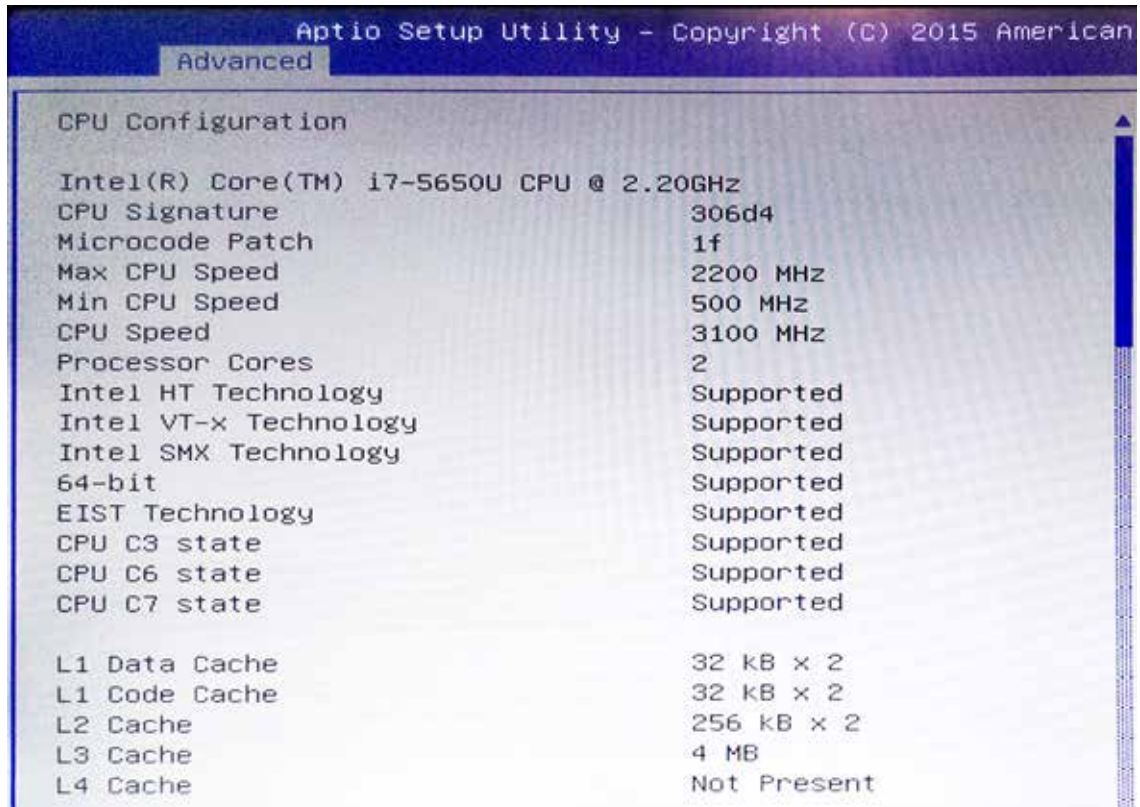 Aptio Setup Utility – Copyright (C) 2015 American
Advanced
CPU Configuration
Intel(R) Core(TM) i7-5650U CPU @ 2.20GHz
CPU Signature 306d4
Microcode Patch 1f
Max CPU Speed 2200 MHz
Min CPU Speed 500 MHz
CPU Speed 3100 MHz
Processor Cores 2
Intel HT Technology Supported
Intel VT-x Technology Supported
Intel SMX Technology Supported
64-bit Supported
EIST Technology Supported
CPU C3 state Supported
CPU C6 state Supported
CPU C7 state Supported
L1 Data Cache 32 kB x 2
L1 Code Cache 32 kB x 2
L2 Cache 256 kB x 2
L3 Cache 4 MB
L4 Cache Not Present